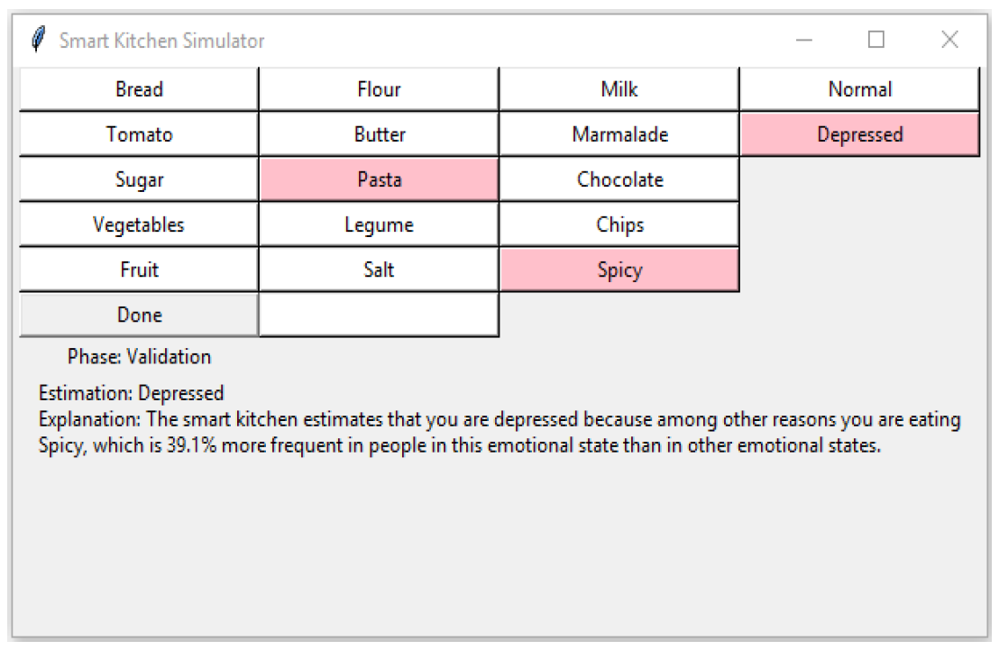 Smart Kitchen Simulator
Bread Flour Milk Normal
Tomato Butter Marmalade Depressed
Sugar Pasta Chocolate
Vegetables Legume Chips
Fruit Salt Spicy
Done
Phase: Validation
Estimation: Depressed
Explanation: The smart kitchen estimates that you are depressed because among other reasons you are eating
Spicy, which is 39.1% more frequent in people in this emotional state than in other emotional states.